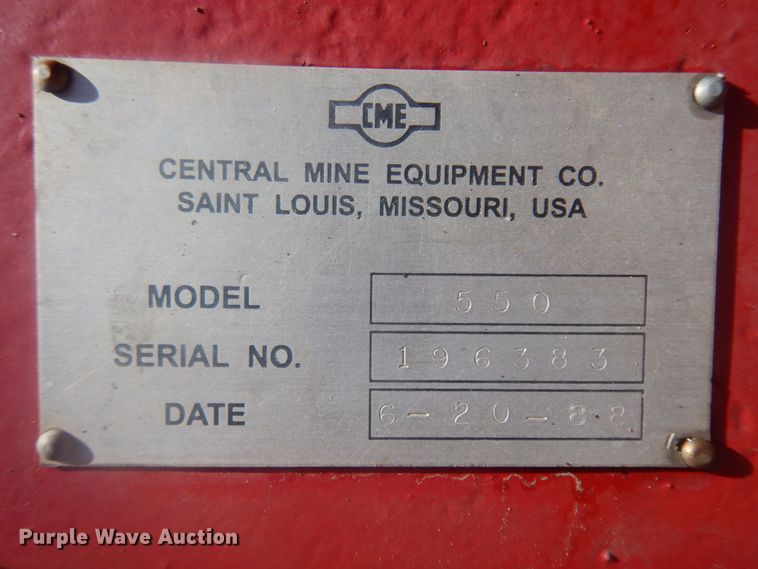 CME
CENTRAL MINE EQUIPMENT CO.
SAINT LOUIS, MISSOURI, USA
MODEL 550
SERIAL NO. 196383
DATE 6-20-88
Purple Wave Auction